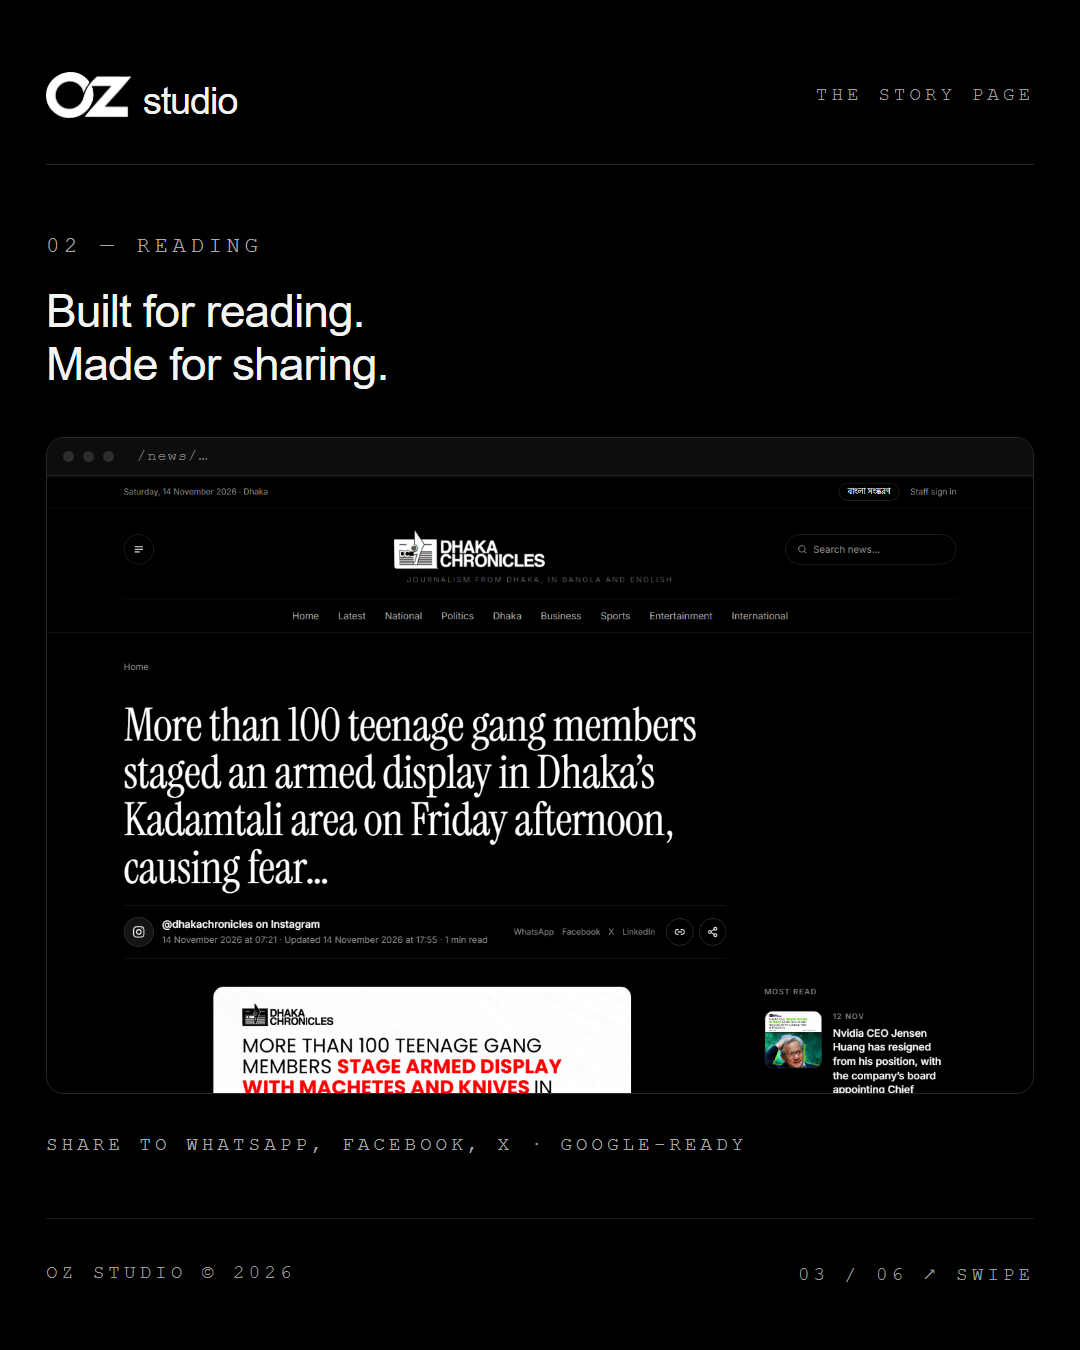 OZ studio
THE STORY PAGE
02 — READING
Built for reading.
Made for sharing.
/news/…
Saturday, 14 November 2026 · Dhaka
বাংলা সংস্করণ
Staff sign in
DHAKA
CHRONICLES
Search news...
JOURNALISM FROM DHAKA, IN BANGLA AND ENGLISH
Home Latest National Politics Dhaka Business Sports Entertainment International
Home
More than 100 teenage gang members
staged an armed display in Dhaka’s
Kadamtali area on Friday afternoon,
causing fear...
@dhakachronicles on Instagram
14 November 2026 at 07:21 · Updated 14 November 2026 at 17:55 · 1 min read
WhatsApp Facebook X LinkedIn
DHAKA
CHRONICLES
MORE THAN 100 TEENAGE GANG
MEMBERS STAGE ARMED DISPLAY
WITH MACHETES AND KNIVES IN
MOST READ
12 NOV
Nvidia CEO Jensen
Huang has resigned
from his position, with
the company’s board
appointing Chief
SHARE TO WHATSAPP, FACEBOOK, X · GOOGLE-READY
OZ STUDIO © 2026
03 / 06 ↗ SWIPE